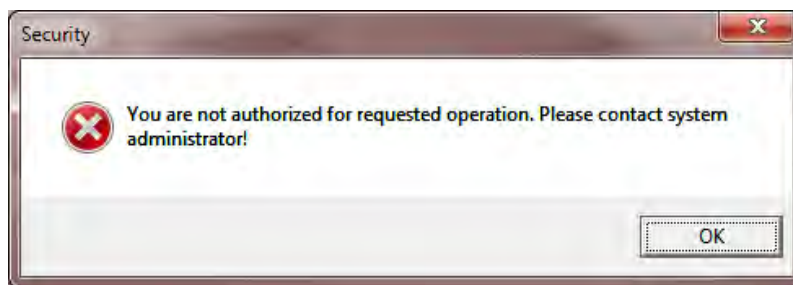 Security
You are not authorized for requested operation. Please contact system
administrator!
OK